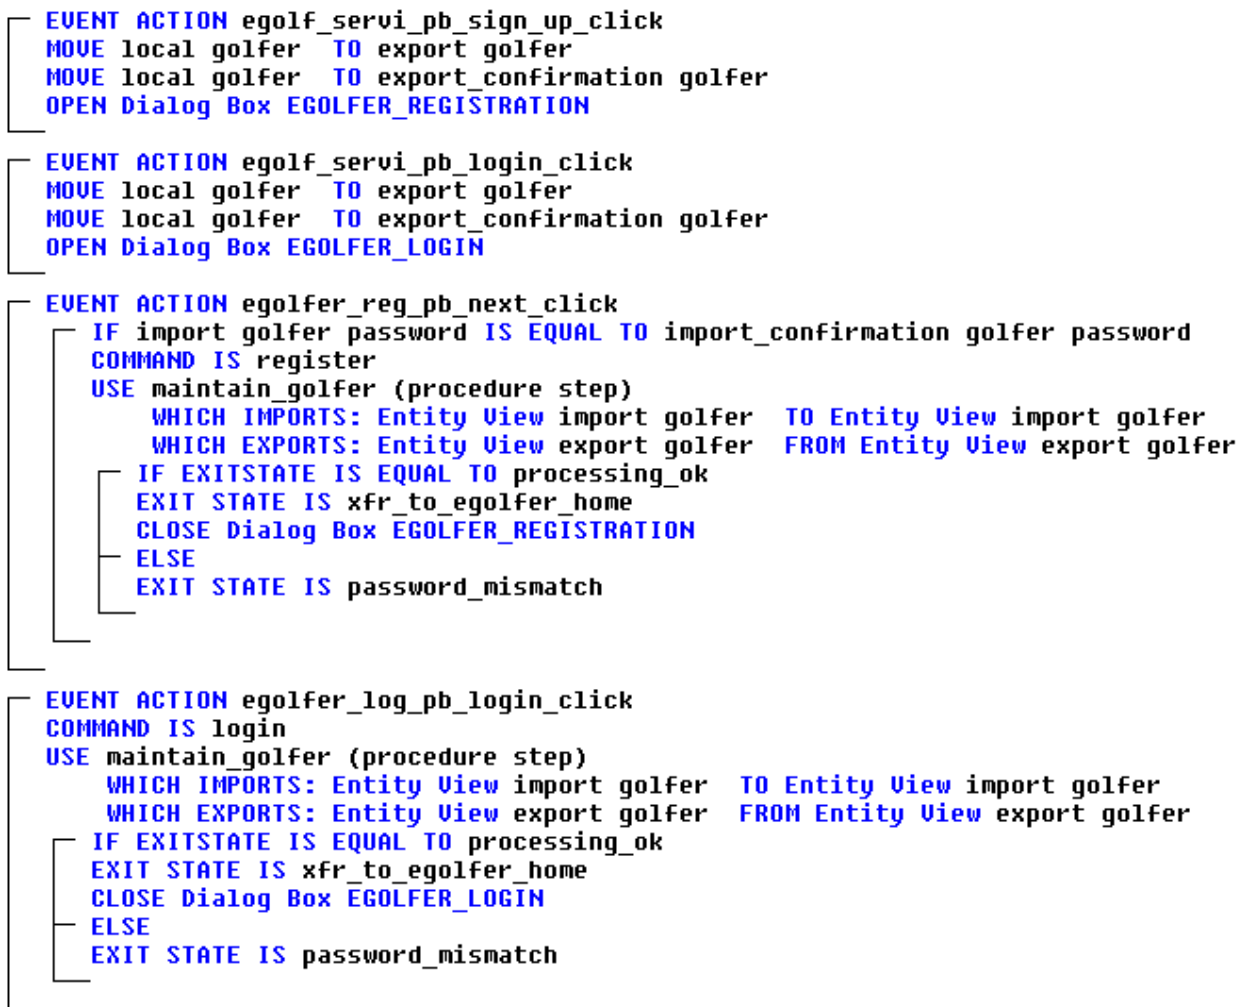 EVENT ACTION egolf_servi_pb_sign_up_click
MOVE local golfer  TO export golfer
MOVE local golfer  TO export_confirmation golfer
OPEN Dialog Box EGOLFER_REGISTRATION
EVENT ACTION egolf_servi_pb_login_click
MOVE local golfer  TO export golfer
MOVE local golfer  TO export_confirmation golfer
OPEN Dialog Box EGOLFER_LOGIN
EVENT ACTION egolfer_reg_pb_next_click
IF import golfer password IS EQUAL TO import_confirmation golfer password
COMMAND IS register
USE maintain_golfer (procedure step)
WHICH IMPORTS: Entity View import golfer  TO Entity View import golfer
WHICH EXPORTS: Entity View export golfer  FROM Entity View export golfer
IF EXITSTATE IS EQUAL TO processing_ok
EXIT STATE IS xfr_to_egolfer_home
CLOSE Dialog Box EGOLFER_REGISTRATION
ELSE
EXIT STATE IS password_mismatch
EVENT ACTION egolfer_log_pb_login_click
COMMAND IS login
USE maintain_golfer (procedure step)
WHICH IMPORTS: Entity View import golfer  TO Entity View import golfer
WHICH EXPORTS: Entity View export golfer  FROM Entity View export golfer
IF EXITSTATE IS EQUAL TO processing_ok
EXIT STATE IS xfr_to_egolfer_home
CLOSE Dialog Box EGOLFER_LOGIN
ELSE
EXIT STATE IS password_mismatch